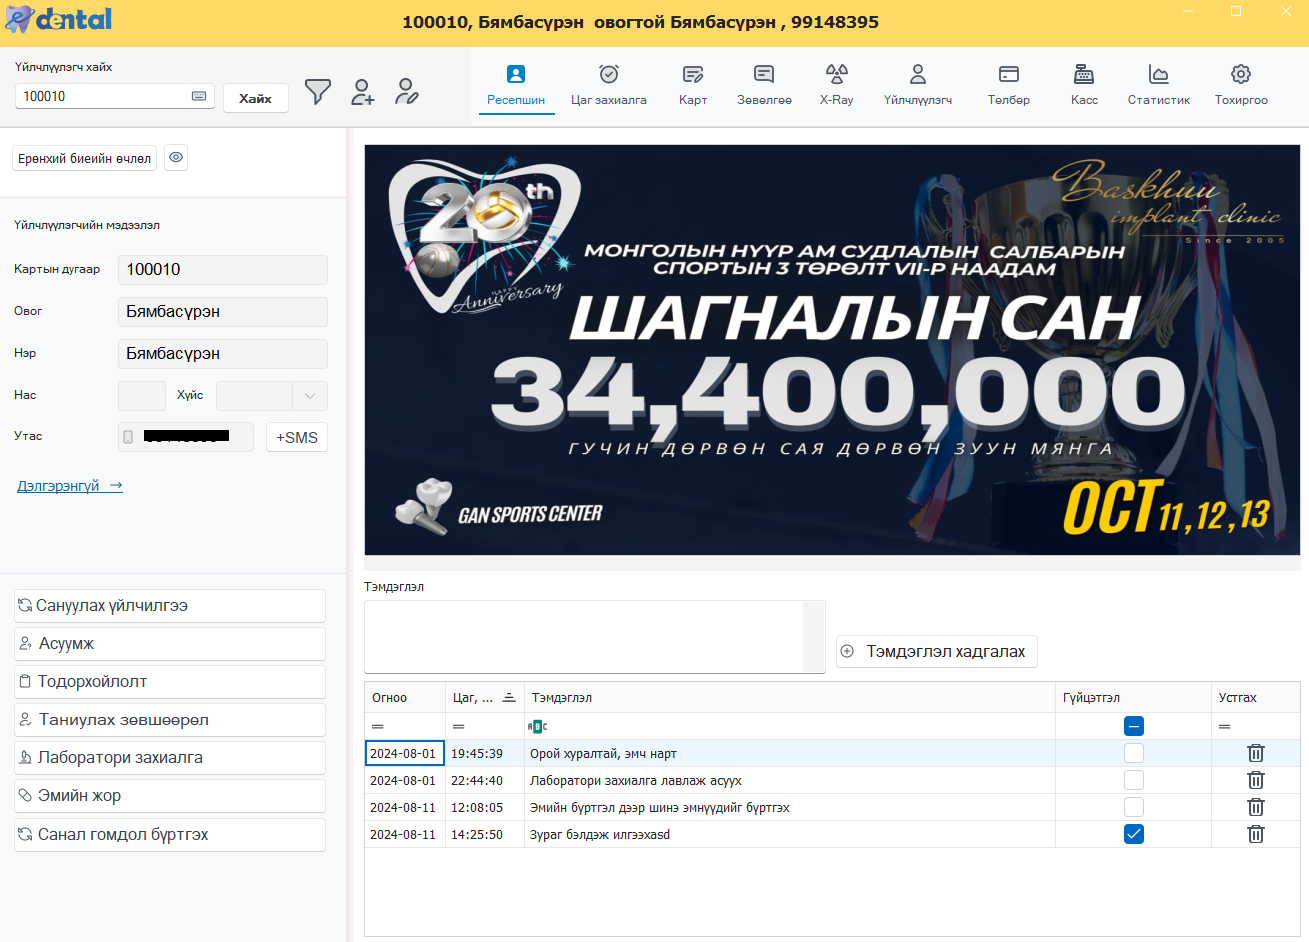 edental
100010, Бямбасүрэн овогтой Бямбасүрэн , 99148395
Үйлчлүүлэгч хайх
100010
Хайх
Ресепшин
Цаг захиалга
Карт
Зөвөлгөө
X-Ray
Үйлчлүүлэгч
Төлбөр
Касс
Статистик
Тохиргоо
Ерөнхий биеийн өчлөл
Үйлчлүүлэгчийн мэдээлэл
Картын дугаар 100010
Овог Бямбасүрэн
Нэр Бямбасүрэн
Нас Хүйс
Утас +SMS
Дэлгэрэнгүй →
Сануулах үйлчилгээ
Асуумж
Тодорхойлолт
Таниулах зөвшөөрөл
Лаборатори захиалга
Эмийн жор
Санал гомдол бүртгэх
20th
HAPPY
Anniversary
Baskhuu
implant clinic
Since 2005
МОНГОЛЫН НҮҮР АМ СУДЛАЛЫН САЛБАРЫН
СПОРТЫН 3 ТӨРӨЛТ VII-Р НААДАМ
ШАГНАЛЫН САН
34,400,000
ГУЧИН ДӨРВӨН САЯ ДӨРВӨН ЗУУН МЯНГА
GAN SPORTS CENTER
OCT 11,12,13
Тэмдэглэл
Тэмдэглэл хадгалах
Огноо Цаг, ... Тэмдэглэл Гүйцэтгэл Устгах
= = ABC =
2024-08-01 19:45:39 Орой хуралтай, эмч нарт
2024-08-01 22:44:40 Лаборатори захиалга лавлаж асуух
2024-08-11 12:08:05 Эмийн бүртгэл дээр шинэ эмнүүдийг бүртгэх
2024-08-11 14:25:50 Зураг бэлдэж илгээхasd